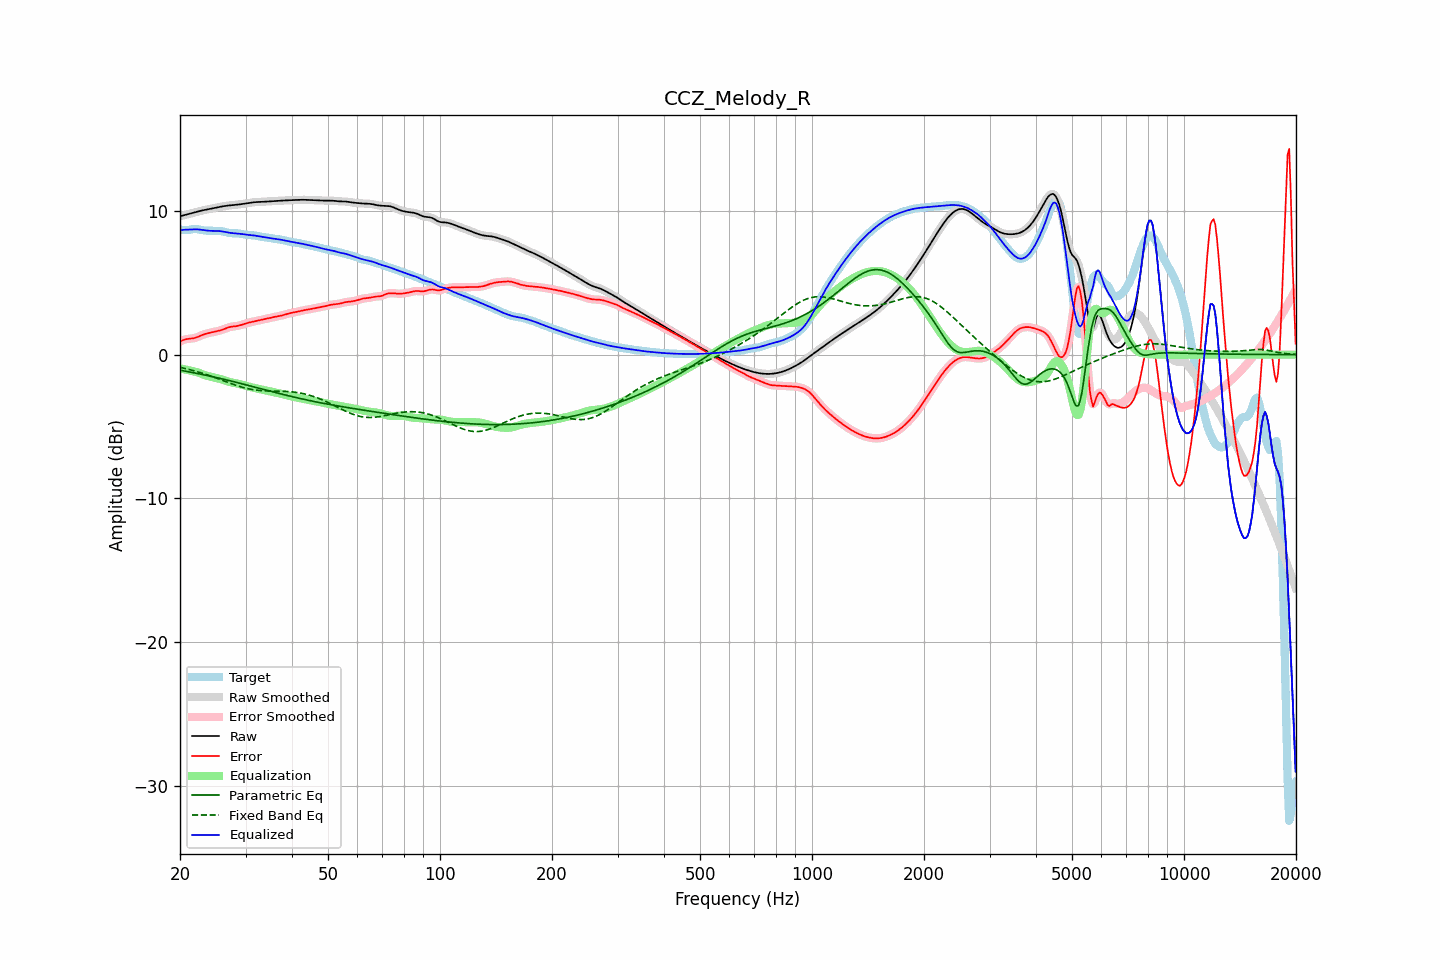 CCZ_Melody_R
Amplitude (dBr)
10
0
−10
−20
−30
Target
Raw Smoothed
Error Smoothed
Raw
Error
Equalization
Parametric Eq
Fixed Band Eq
Equalized
20 50 100 200 500 1000 2000 5000 10000 20000
Frequency (Hz)